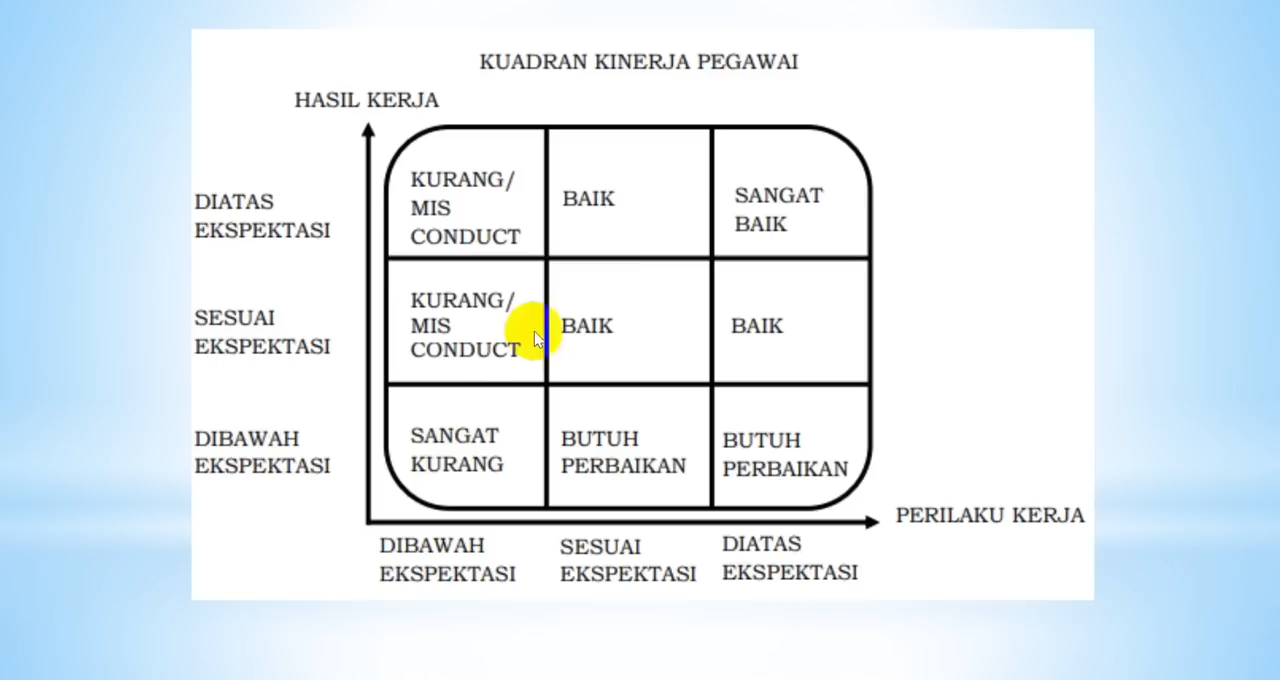 KUADRAN KINERJA PEGAWAI
HASIL KERJA
DIATAS
EKSPEKTASI
KURANG/
MIS
CONDUCT
BAIK
SANGAT
BAIK
SESUAI
EKSPEKTASI
KURANG/
MIS
CONDUCT
BAIK
BAIK
DIBAWAH
EKSPEKTASI
SANGAT
KURANG
BUTUH
PERBAIKAN
BUTUH
PERBAIKAN
PERILAKU KERJA
DIBAWAH
EKSPEKTASI
SESUAI
EKSPEKTASI
DIATAS
EKSPEKTASI